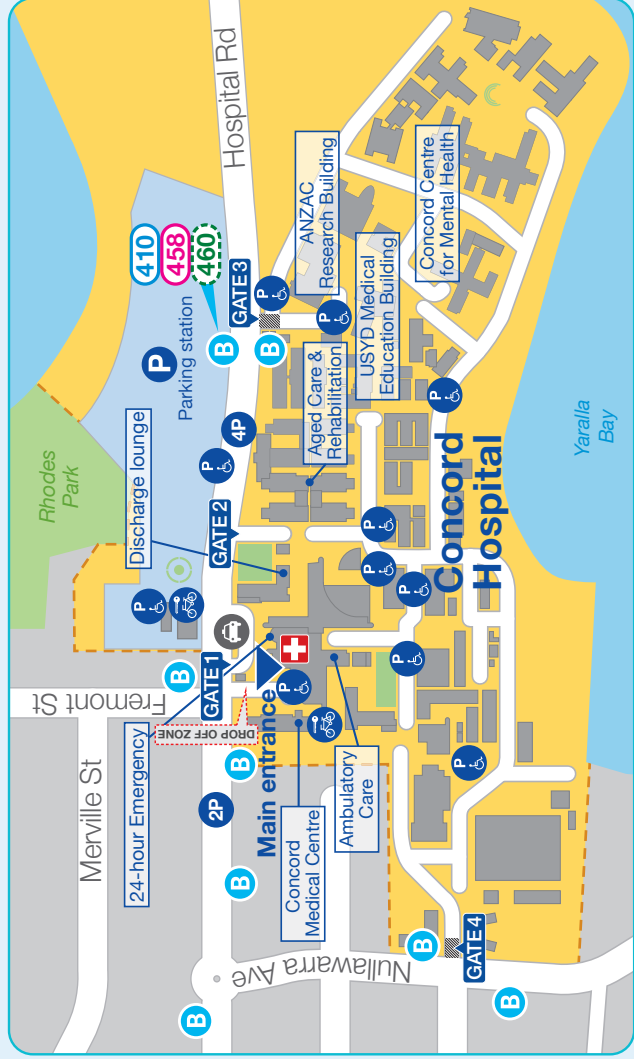 Hospital Rd
410
458
460
GATE 3
P
Parking station
B
B
P
P
ANZAC
Research Building
Concord Centre
for Mental Health
USYD Medical
Education Building
Aged Care &
Rehabilitation
P
Rhodes
Park
Discharge lounge
4P
P
GATE 2
P
P
P
Concord
Hospital
Yaralla
Bay
P
B
GATE 1
Fremont St
DROP OFF ZONE
Merville St
24-hour Emergency
Main entrance
P
P
P
2P
B
B
Concord
Medical Centre
Ambulatory
Care
Nullawarra Ave
B
B
GATE 4
B